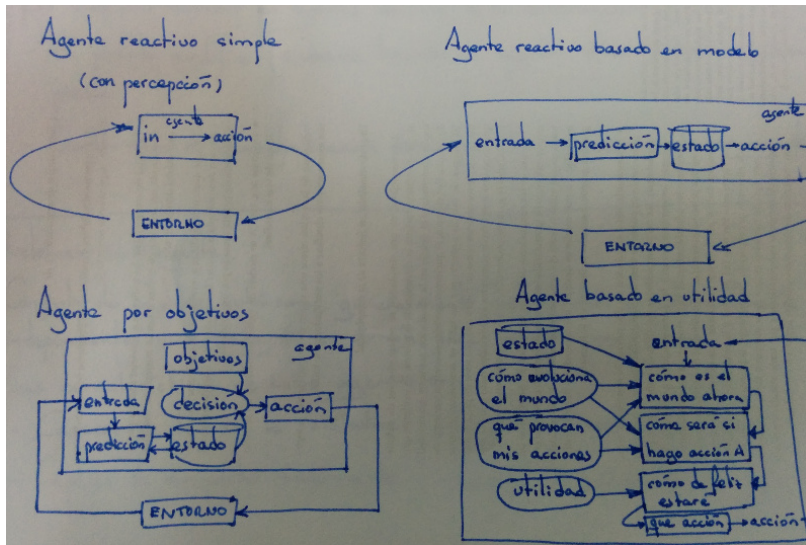 Agente reactivo simple
(con percepción)
agente
in
acción
ENTORNO
Agente reactivo basado en modelo
agente
entrada
predicción
estado
acción
ENTORNO
Agente por objetivos
agente
objetivos
entrada
decisión
acción
predicción
estado
ENTORNO
Agente basado en utilidad
estado
entrada
cómo evoluciona
el mundo
cómo es el
mundo ahora
qué provocan
mis acciones
cómo será si
hago acción A
utilidad
cómo de feliz
estaré
que acción
acción